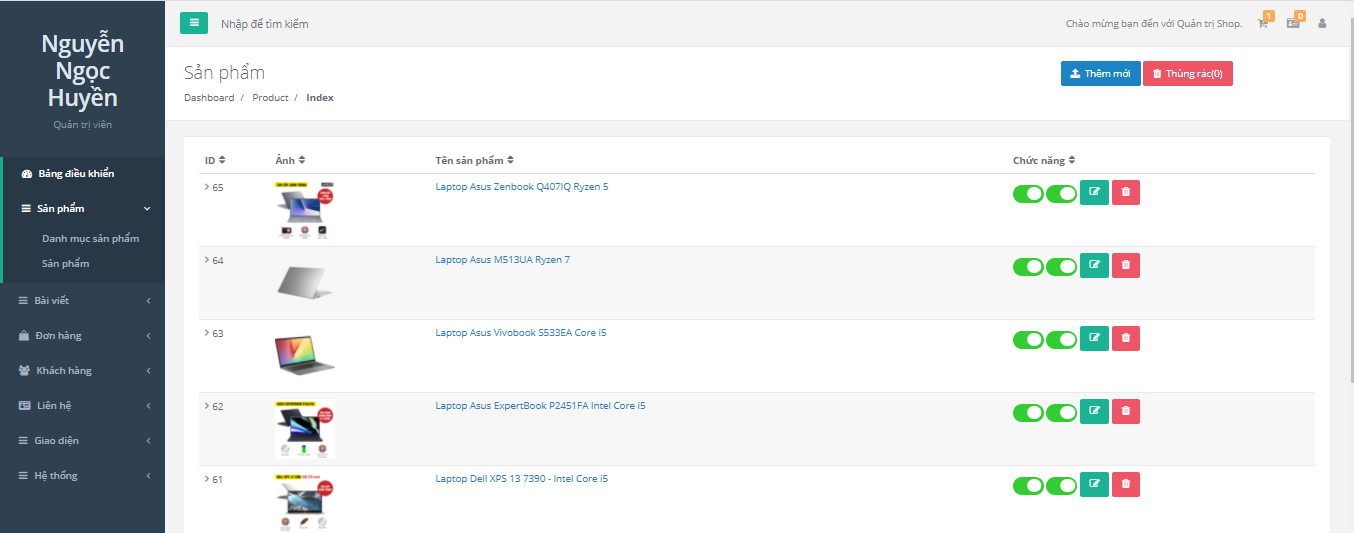 Nguyễn
Ngọc
Huyền
Quản trị viên
Bảng điều khiển
Sản phẩm
Danh mục sản phẩm
Sản phẩm
Bài viết
Đơn hàng
Khách hàng
Liên hệ
Giao diện
Hệ thống
Nhập để tìm kiếm
Chào mừng bạn đến với Quản trị Shop.
1
0
Sản phẩm
Dashboard / Product / Index
Thêm mới
Thùng rác(0)
ID Ảnh Tên sản phẩm Chức năng
65 Laptop Asus Zenbook Q407IQ Ryzen 5
64 Laptop Asus M513UA Ryzen 7
63 Laptop Asus Vivobook S533EA Core i5
62 Laptop Asus ExpertBook P2451FA Intel Core i5
61 Laptop Dell XPS 13 7390 - Intel Core i5